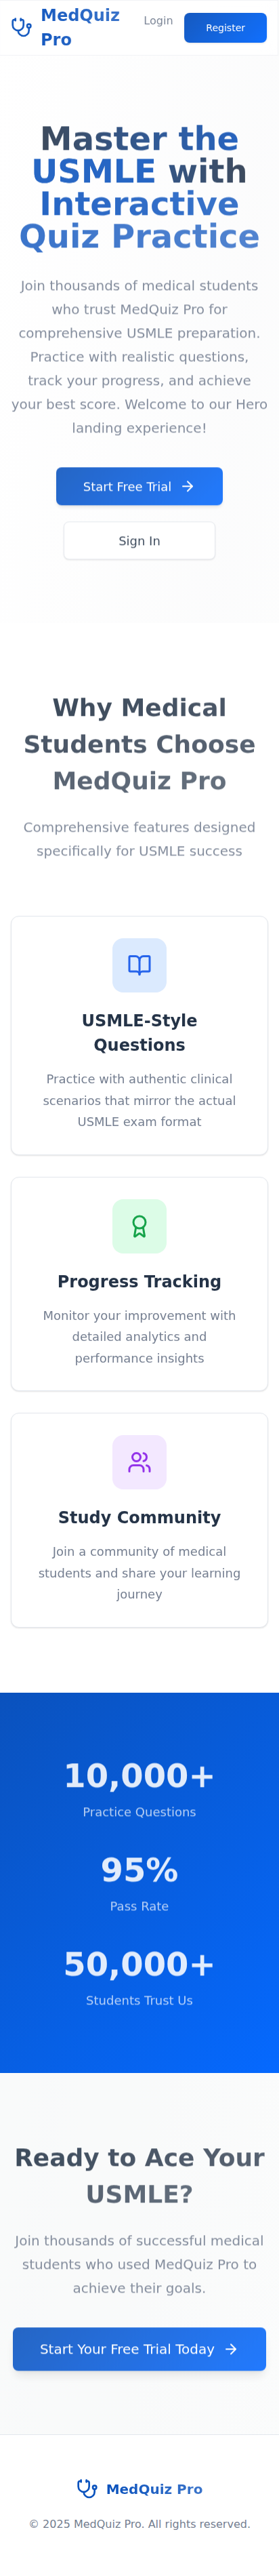 MedQuiz
Pro
Login
Register
Master the
USMLE with
Interactive
Quiz Practice
Join thousands of medical students
who trust MedQuiz Pro for
comprehensive USMLE preparation.
Practice with realistic questions,
track your progress, and achieve
your best score. Welcome to our Hero
landing experience!
Start Free Trial
Sign In
Why Medical
Students Choose
MedQuiz Pro
Comprehensive features designed
specifically for USMLE success
USMLE-Style
Questions
Practice with authentic clinical
scenarios that mirror the actual
USMLE exam format
Progress Tracking
Monitor your improvement with
detailed analytics and
performance insights
Study Community
Join a community of medical
students and share your learning
journey
10,000+
Practice Questions
95%
Pass Rate
50,000+
Students Trust Us
Ready to Ace Your
USMLE?
Join thousands of successful medical
students who used MedQuiz Pro to
achieve their goals.
Start Your Free Trial Today
MedQuiz Pro
© 2025 MedQuiz Pro. All rights reserved.